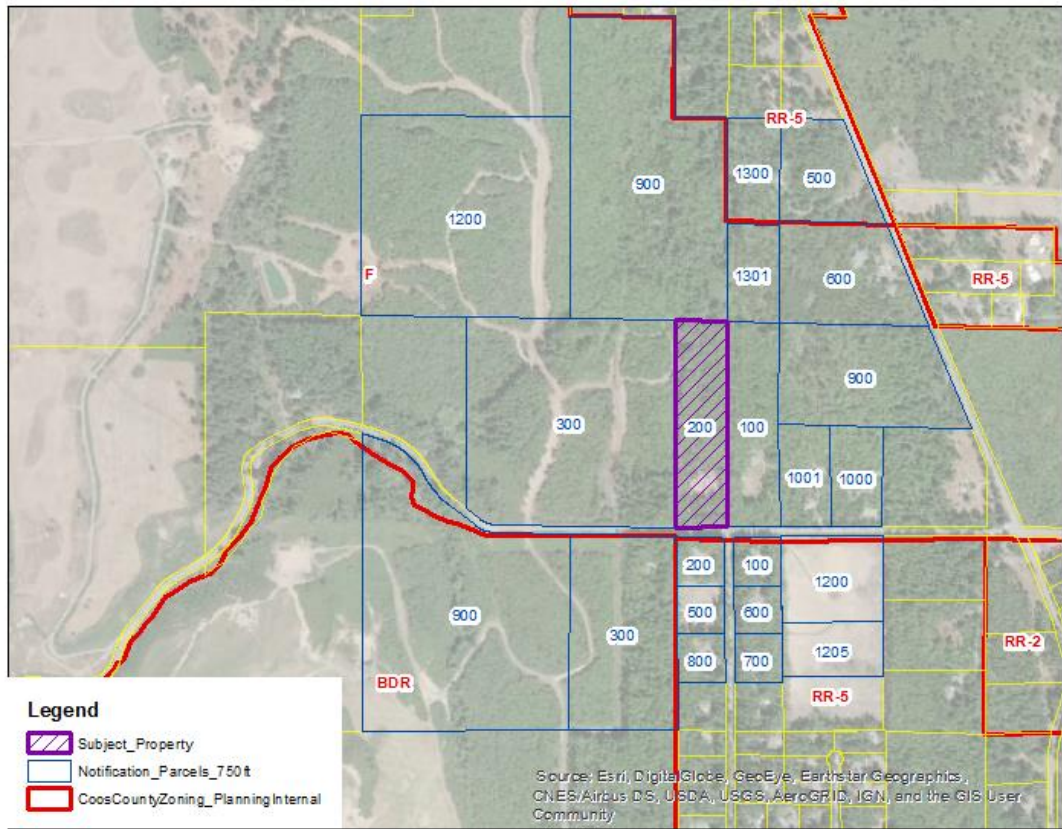 RR-5
1300
500
900
1200
F
1301
600
RR-5
900
300
200
100
1001
1000
200
100
1200
500
600
900
300
1205
800
700
RR-2
BDR
RR-5
Legend
Subject_Property
Notification_Parcels_750ft
CoosCountyZoning_PlanningInternal
Source: Esri, DigitalGlobe, GeoEye, Earthstar Geographics,
CNES/Airbus DS, USDA, USGS, AeroGRID, IGN, and the GIS User
Community